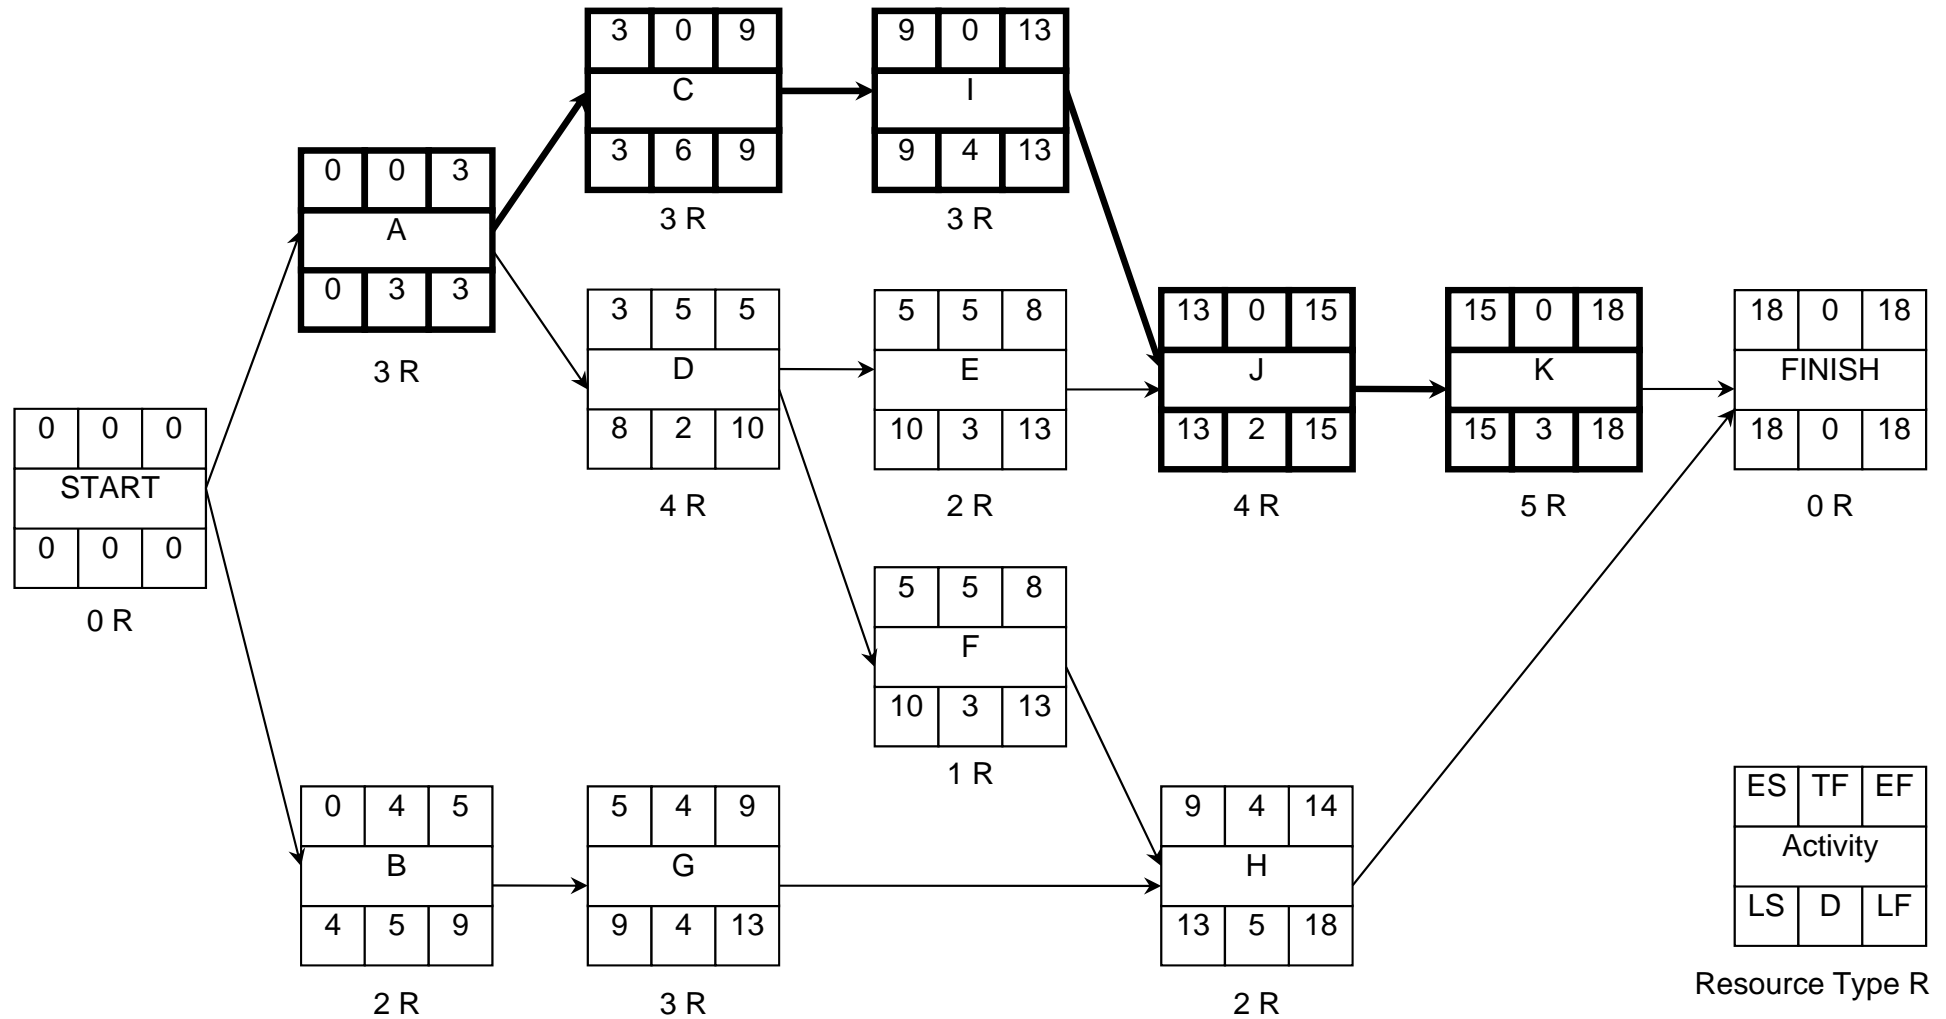 3 0 9
C
3 6 9
3 R
9 0 13
I
9 4 13
3 R
0 0 3
A
0 3 3
3 R
3 5 5
D
8 2 10
4 R
5 5 8
E
10 3 13
2 R
13 0 15
J
13 2 15
4 R
15 0 18
K
15 3 18
5 R
18 0 18
FINISH
18 0 18
0 R
0 0 0
START
0 0 0
0 R
5 5 8
F
10 3 13
1 R
0 4 5
B
4 5 9
2 R
5 4 9
G
9 4 13
3 R
9 4 14
H
13 5 18
2 R
ES TF EF
Activity
LS D LF
Resource Type R